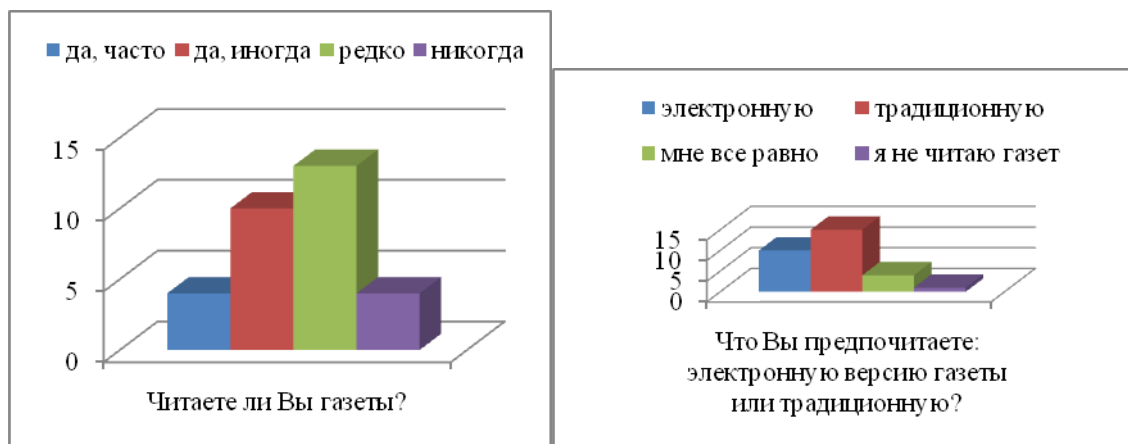 да, часто да, иногда редко никогда
15
10
5
0
Читаете ли Вы газеты?
электронную традиционную
мне все равно я не читаю газет
15
10
5
0
Что Вы предпочитаете:
электронную версию газеты
или традиционную?